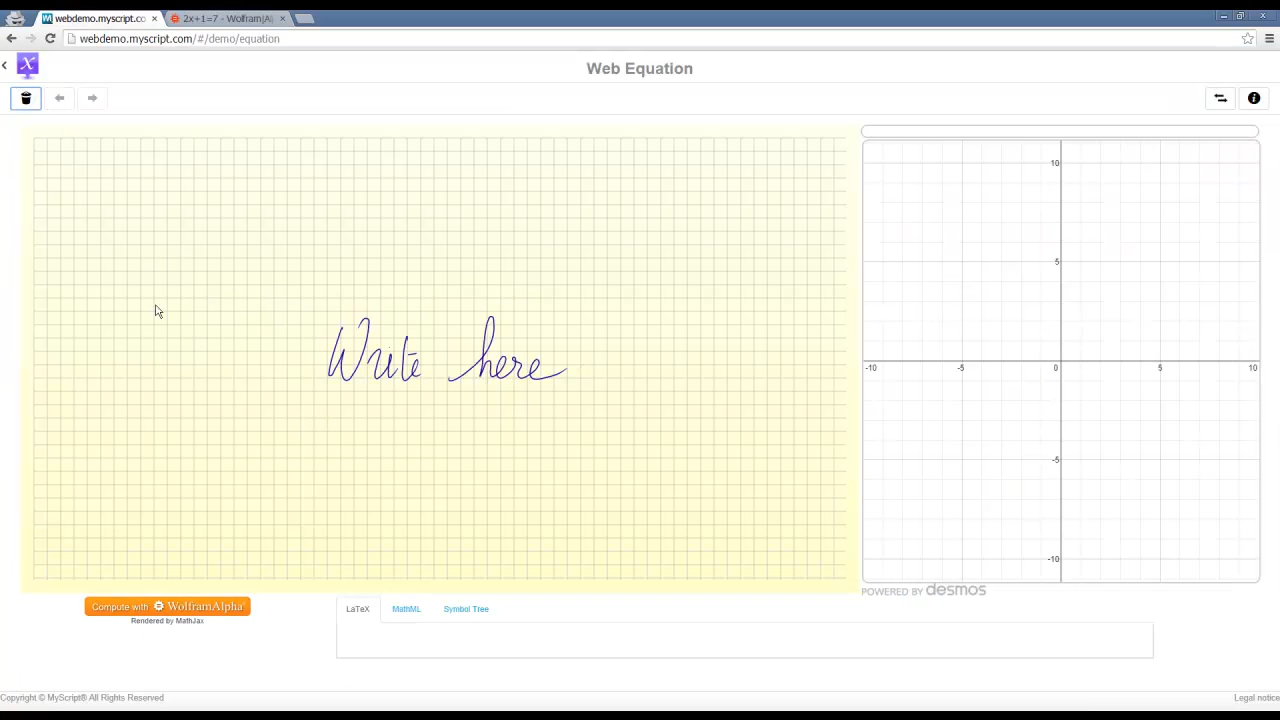 webdemo.myscript.co
2x+1=7 - Wolfram|Al
webdemo.myscript.com/#/demo/equation
Web Equation
Write here
10
5
-10
-5
0
5
10
-5
-10
POWERED BY desmos
Compute with WolframAlpha
Rendered by MathJax
LaTeX
MathML
Symbol Tree
Copyright © MyScript® All Rights Reserved
Legal notice